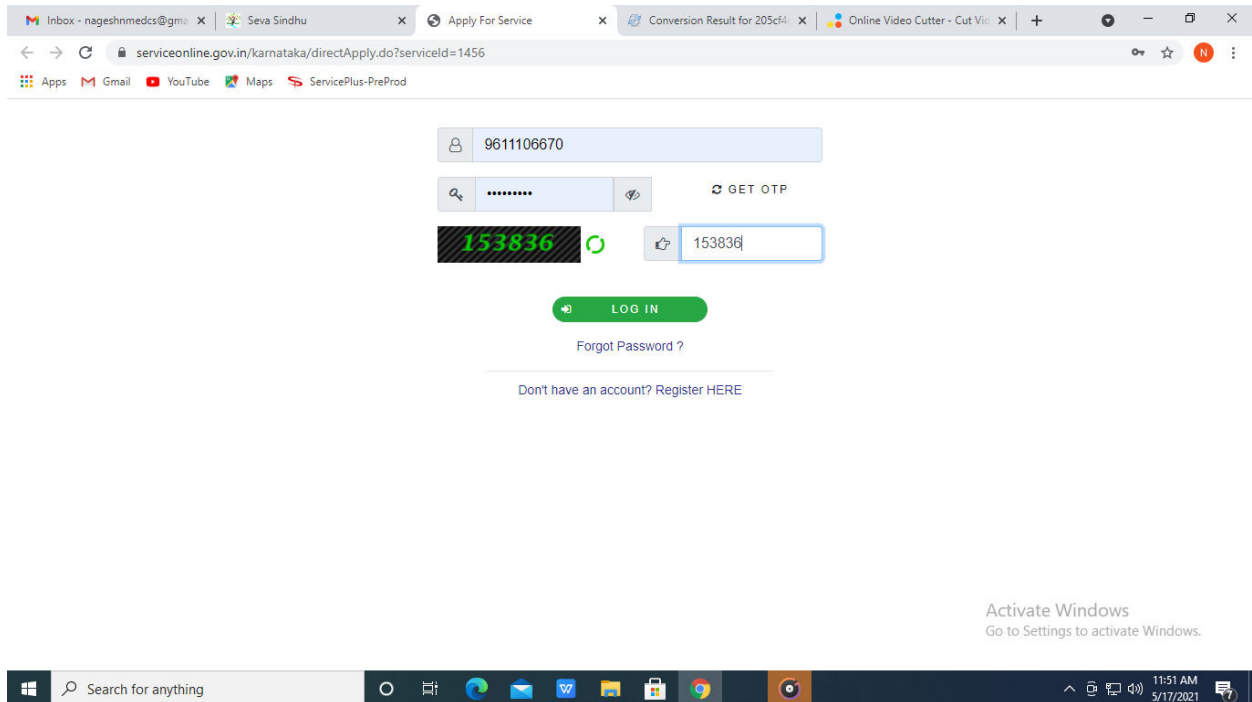 Inbox - nageshnmedcs@gma
Seva Sindhu
Apply For Service
Conversion Result for 205cf4
Online Video Cutter - Cut Vid
serviceonline.gov.in/karnataka/directApply.do?serviceId=1456
N
Apps
Gmail
YouTube
Maps
ServicePlus-PreProd
9611106670
•••••••••
GET OTP
153836
153836
LOG IN
Forgot Password ?
Don't have an account? Register HERE
Activate Windows
Go to Settings to activate Windows.
Search for anything
W
11:51 AM
5/17/2021
7